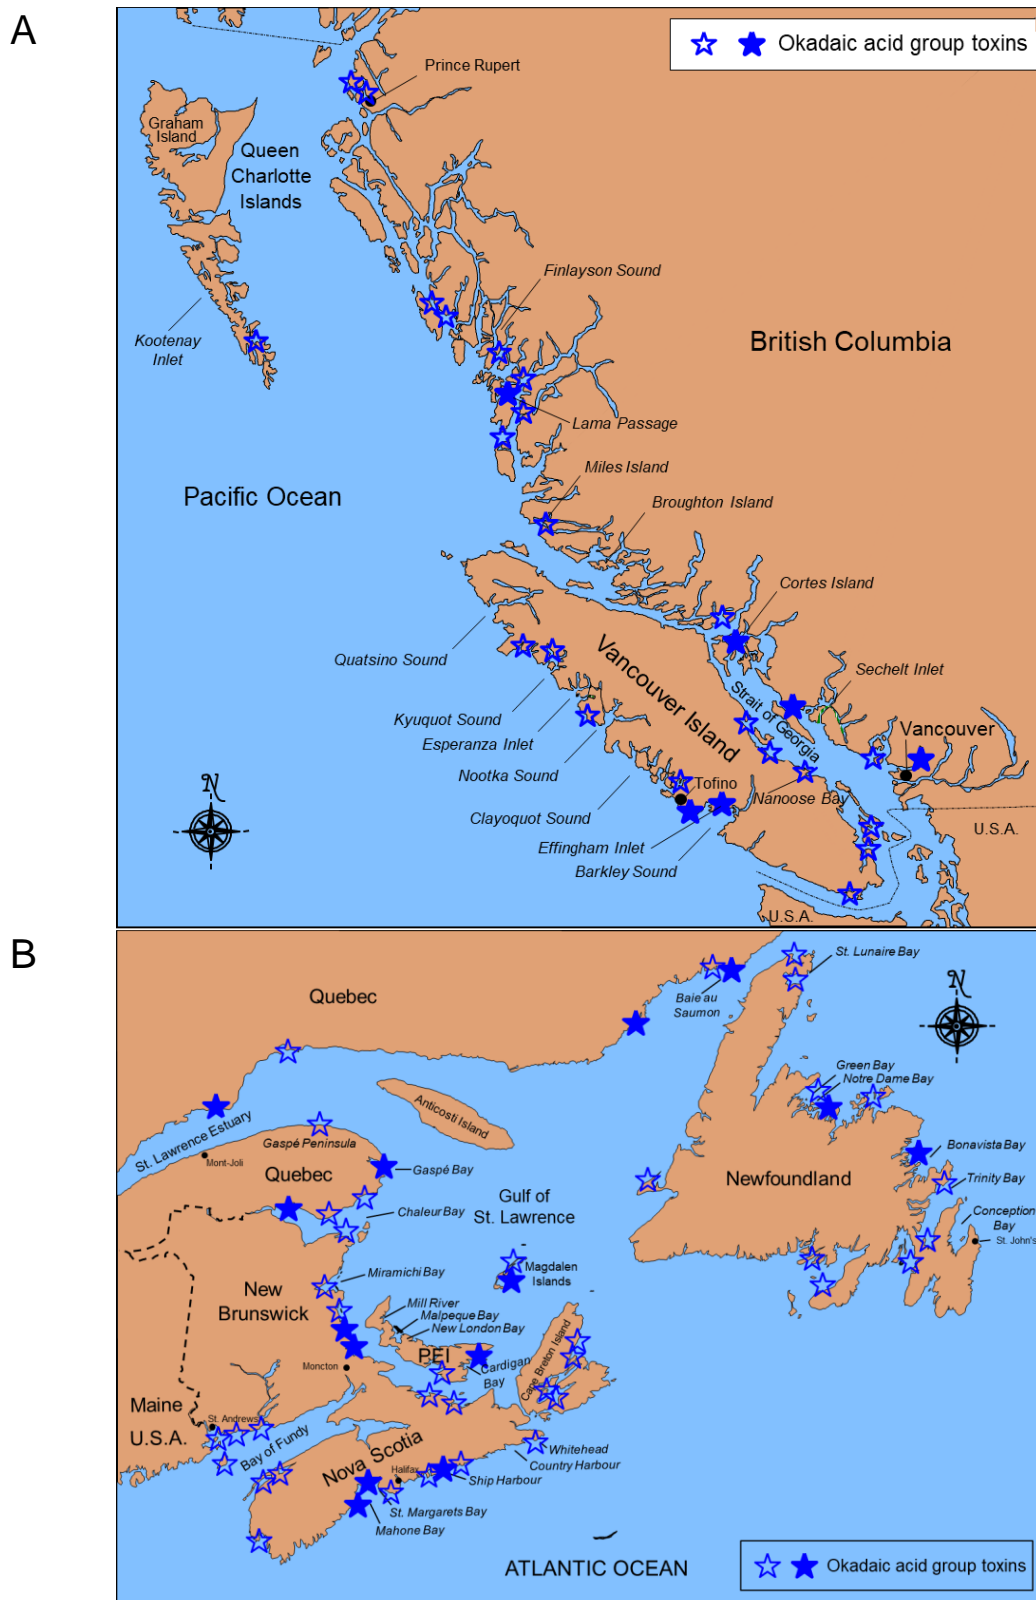 A
Okadaic acid group toxins
Prince Rupert
Graham
Island
Queen
Charlotte
Islands
Finlayson Sound
Kootenay
Inlet
British Columbia
Lama Passage
Miles Island
Pacific Ocean
Broughton Island
Cortes Island
Quatsino Sound
Vancouver Island
Sechelt Inlet
Strait of Georgia
Kyuquot Sound
Vancouver
Esperanza Inlet
Nootka Sound
N
Tofino
Nanoose Bay
Clayoquot Sound
U.S.A.
Effingham Inlet
Barkley Sound
U.S.A.
B
St. Lunaire Bay
N
Quebec
Baie au
Saumon
Green Bay
Notre Dame Bay
Anticosti Island
St. Lawrence Estuary
Gaspé Peninsula
Bonavista Bay
Mont-Joli
Gaspé Bay
Quebec
Newfoundland
Trinity Bay
Gulf of
St. Lawrence
Chaleur Bay
Conception
Bay
St. John's
Magdalen
Islands
Miramichi Bay
New
Brunswick
Mill River
Malpeque Bay
New London Bay
PEI
Cardigan
Bay
Cape Breton Island
Moncton
Maine
U.S.A.
St. Andrews
Bay of Fundy
Nova Scotia
Whitehead
Country Harbour
Halifax
Ship Harbour
St. Margarets Bay
Mahone Bay
ATLANTIC OCEAN
Okadaic acid group toxins